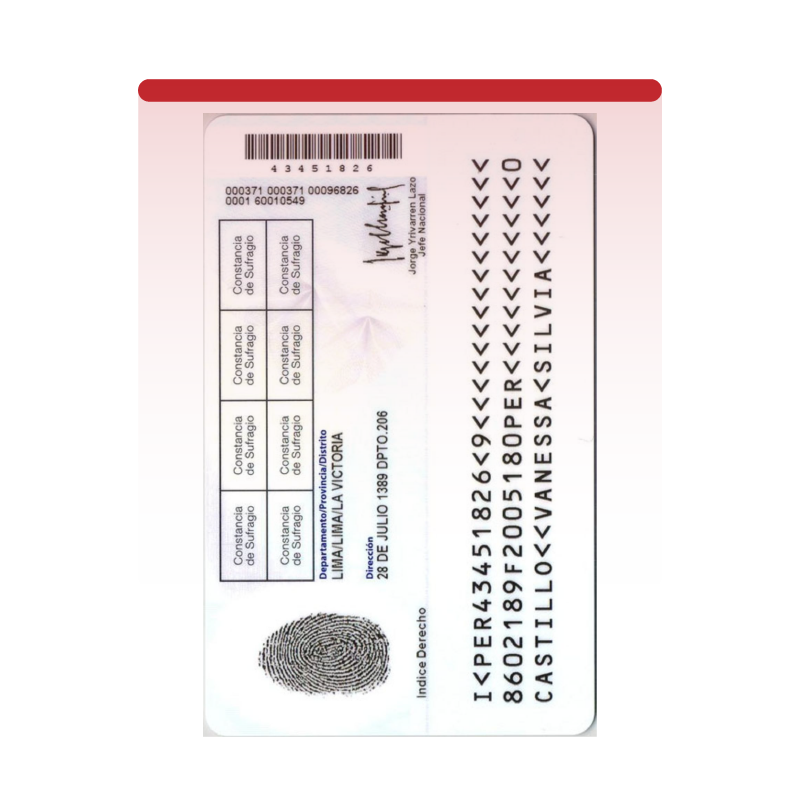 43451826
000371 000371 00096826
0001 60010549
Jorge Yrivarren Lazo
Jefe Nacional
Constancia
de Sufragio
Constancia
de Sufragio
Constancia
de Sufragio
Constancia
de Sufragio
Constancia
de Sufragio
Constancia
de Sufragio
Constancia
de Sufragio
Constancia
de Sufragio
Departamento/Provincia/Distrito
LIMA/LIMA/LA VICTORIA
Dirección
28 DE JULIO 1389 DPTO.206
Indice Derecho
I<PER43451826<9<<<<<<<<<<<<<<<
8602189F2005180PER<<<<<<<<<<<0
CASTILLO<<VANESSA<SILVIA<<<<<<